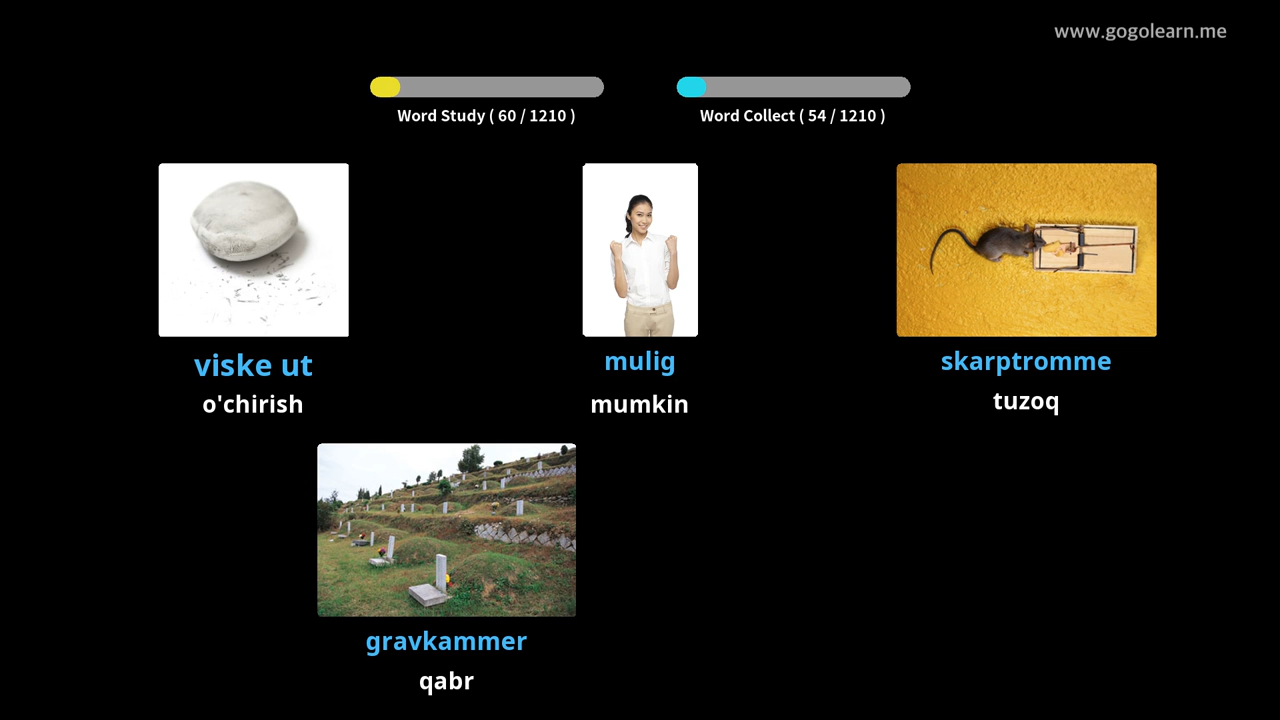 www.gogolearn.me
Word Study ( 60 / 1210 )
Word Collect ( 54 / 1210 )
viske ut
o'chirish
mulig
mumkin
skarptromme
tuzoq
gravkammer
qabr